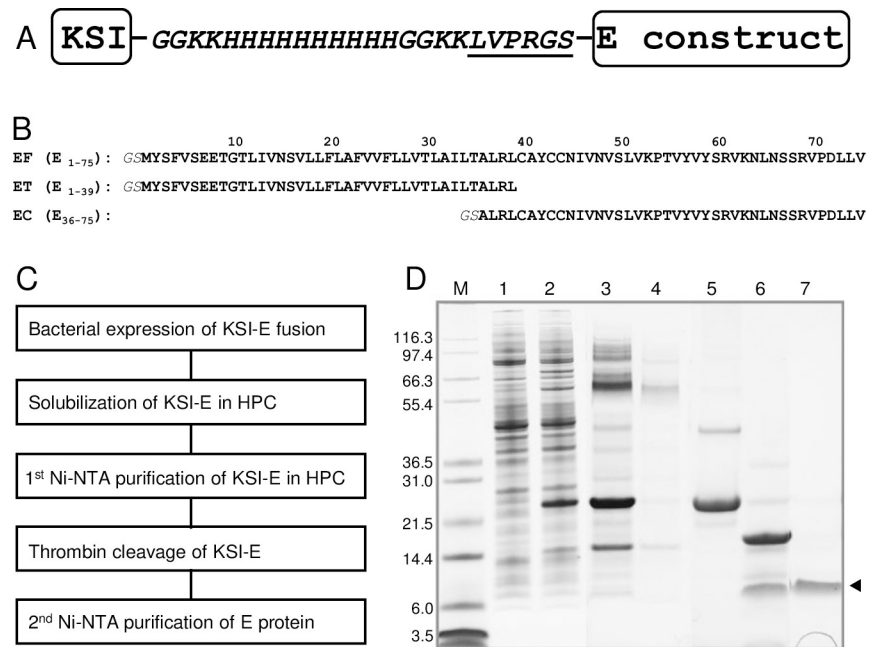 A
KSI GGKKHHHHHHHHHHGGKKLVPRGS E construct
B
10 20 30 40 50 60 70
EF (E 1-75): GSMYSFVSEETGTLIVNSVLLFLAFVVFLLVTLAILTALRLCAYCCNIVNVSLVKPTVYVYSRVKNLNSSRVPDLLV
ET (E 1-39): GSMYSFVSEETGTLIVNSVLLFLAFVVFLLVTLAILTALRL
EC (E36-75): GSALRLCAYCCNIVNVSLVKPTVYVYSRVKNLNSSRVPDLLV
C
Bacterial expression of KSI-E fusion
Solubilization of KSI-E in HPC
1st Ni-NTA purification of KSI-E in HPC
Thrombin cleavage of KSI-E
2nd Ni-NTA purification of E protein
D
M 1 2 3 4 5 6 7
116.3
97.4
66.3
55.4
36.5
31.0
21.5
14.4
6.0
3.5